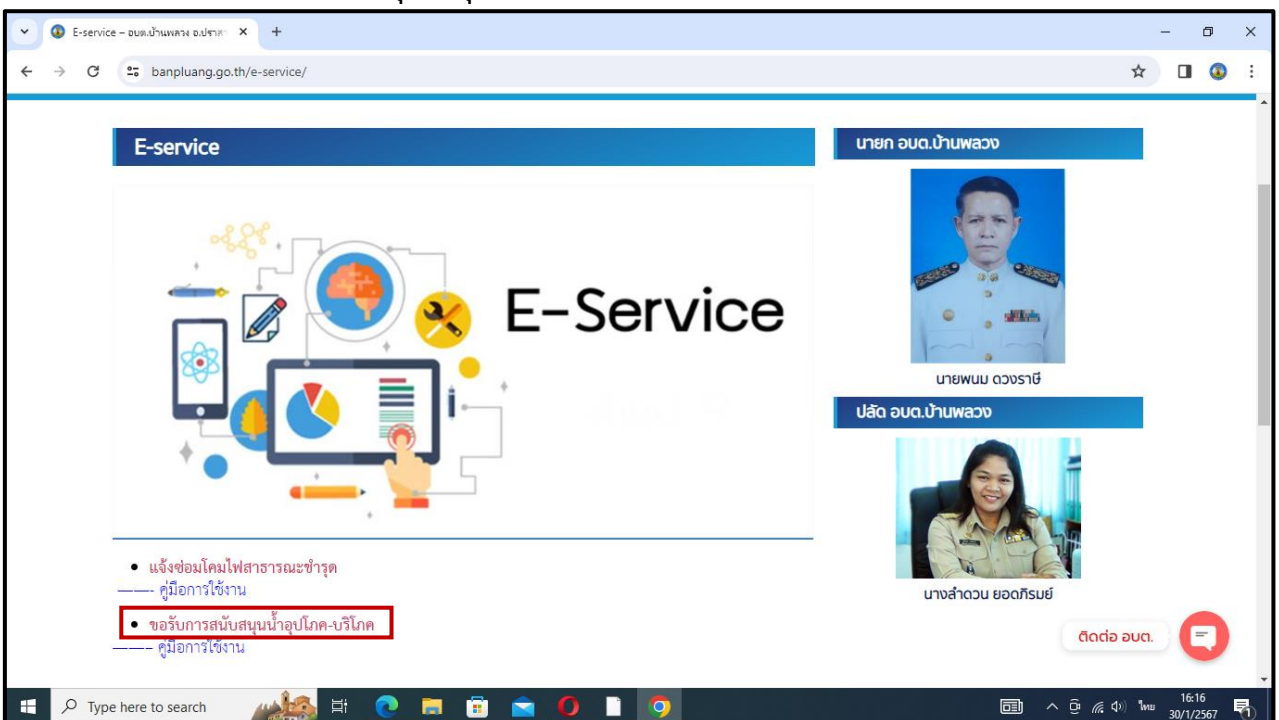 E-service – อบต.บ้านพลวง อ.ปราสา
banpluang.go.th/e-service/
E-service
E-Service
แจ้งซ่อมโคมไฟสาธารณะชำรุด
——- คู่มือการใช้งาน
ขอรับการสนับสนุนน้ำอุปโภค-บริโภค
——– คู่มือการใช้งาน
นายก อบต.บ้านพลวง
นายพนม ดวงราษี
ปลัด อบต.บ้านพลวง
นางลำดวน ยอดภิรมย์
ติดต่อ อบต.
Type here to search
ไทย
16:16
30/1/2567